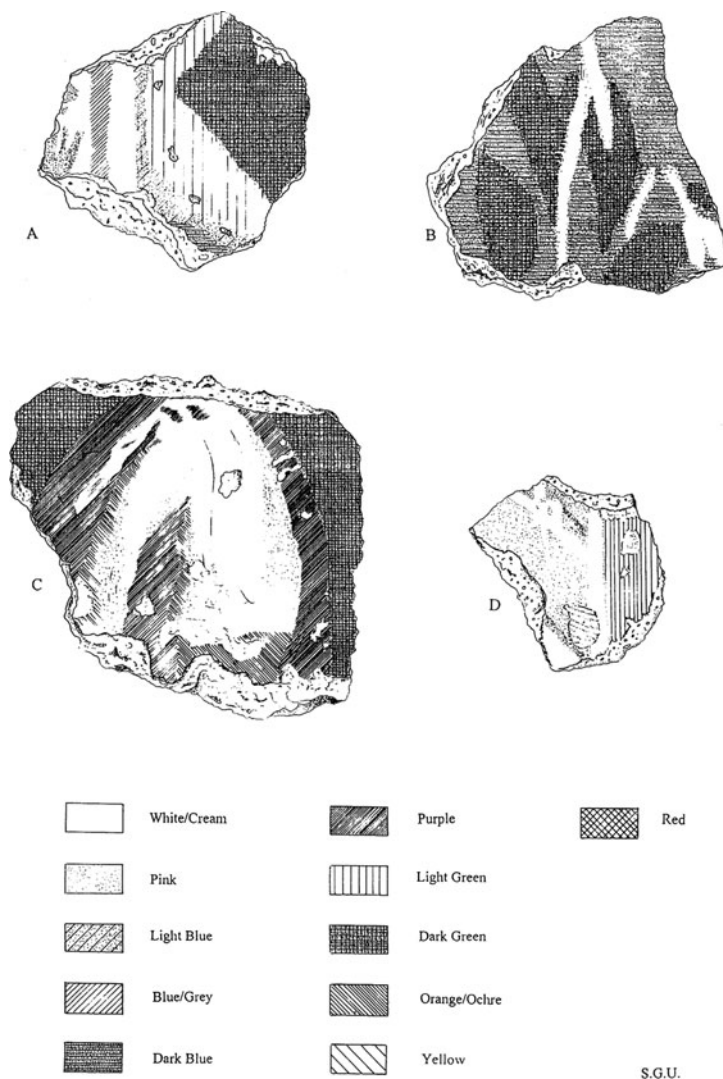 A
B
C
D
White/Cream
Purple
Red
Pink
Light Green
Light Blue
Dark Green
Blue/Grey
Orange/Ochre
Dark Blue
Yellow
S.G.U.